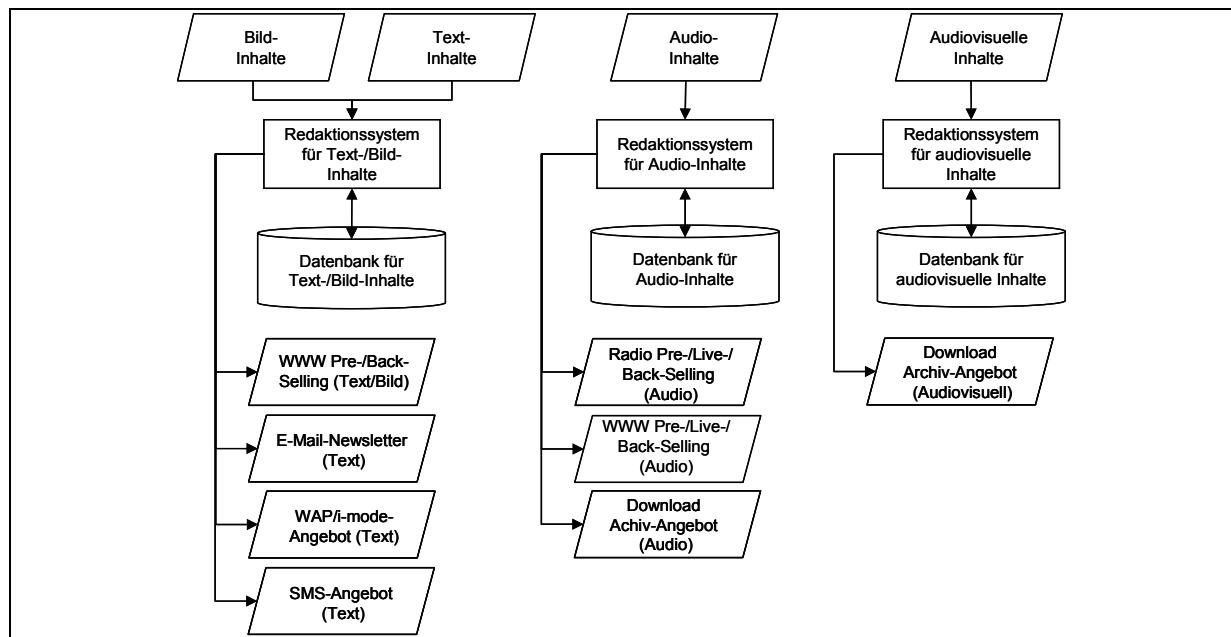 Bild-
Inhalte
Text-
Inhalte
Audio-
Inhalte
Audiovisuelle
Inhalte
Redaktionssystem
für Text-/Bild-
Inhalte
Redaktionssystem
für Audio-Inhalte
Redaktionssystem
für audiovisuelle
Inhalte
Datenbank für
Text-/Bild-Inhalte
Datenbank für
Audio-Inhalte
Datenbank für
audiovisuelle Inhalte
WWW Pre-/Back-
Selling (Text/Bild)
Radio Pre-/Live-/
Back-Selling
(Audio)
Download
Archiv-Angebot
(Audiovisuell)
E-Mail-Newsletter
(Text)
WWW Pre-/Live-/
Back-Selling
(Audio)
WAP/i-mode-
Angebot (Text)
Download
Achiv-Angebot
(Audio)
SMS-Angebot
(Text)